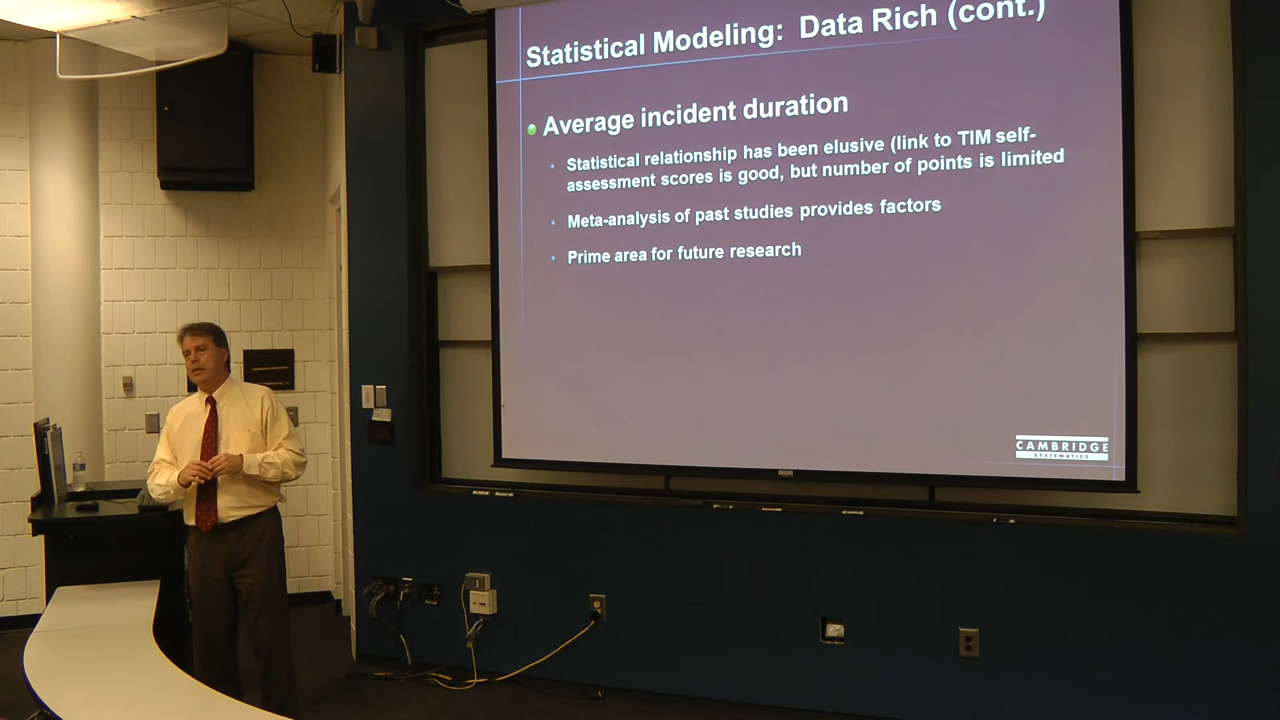 Statistical Modeling: Data Rich (cont.)
Average incident duration
Statistical relationship has been elusive (link to TIM self-
assessment scores is good, but number of points is limited
Meta-analysis of past studies provides factors
Prime area for future research
CAMBRIDGE
SYSTEMATICS